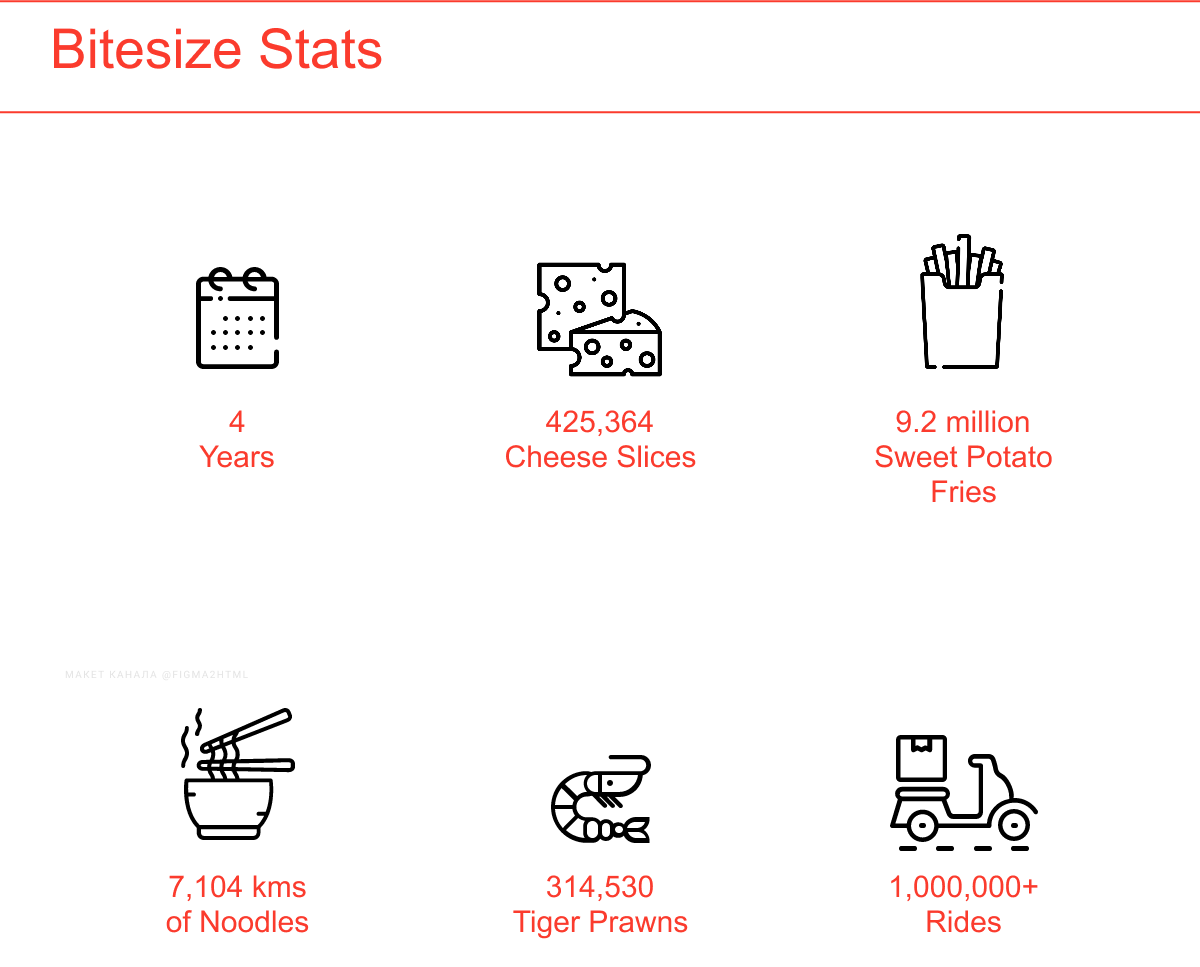 Bitesize Stats
4
Years
425,364
Cheese Slices
9.2 million
Sweet Potato
Fries
МАКЕТ КАНАЛА @FIGMA2HTML
7,104 kms
of Noodles
314,530
Tiger Prawns
1,000,000+
Rides